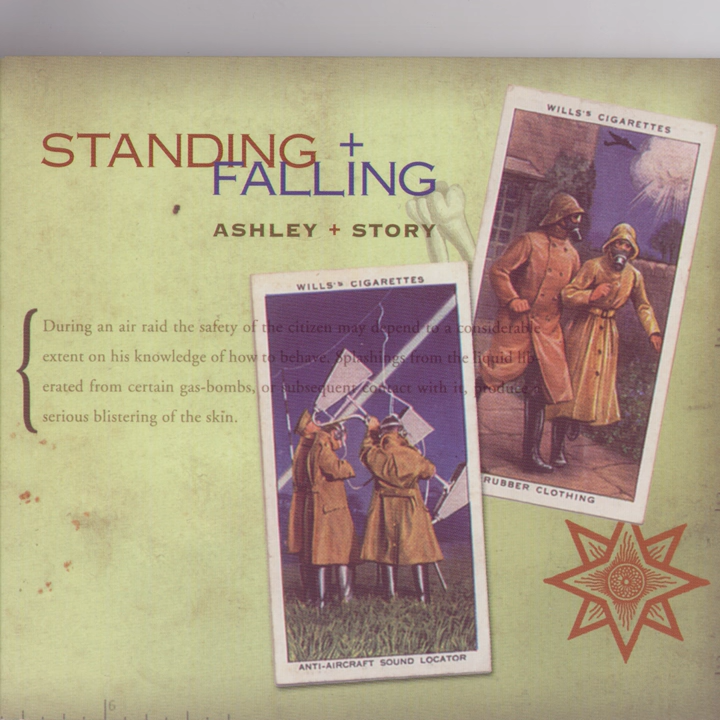 STANDING +
FALLING
ASHLEY + STORY
WILL'S'S CIGARETTES
WILLS'S CIGARETTES
During an air raid the safety of the citizen may depend to a considerable
extent on his knowledge of how to behave. Splashings from the liquid lib-
erated from certain gas-bombs, or subsequent contact with it, produce
serious blistering of the skin.
RUBBER CLOTHING
ANTI-AIRCRAFT SOUND LOCATOR
6